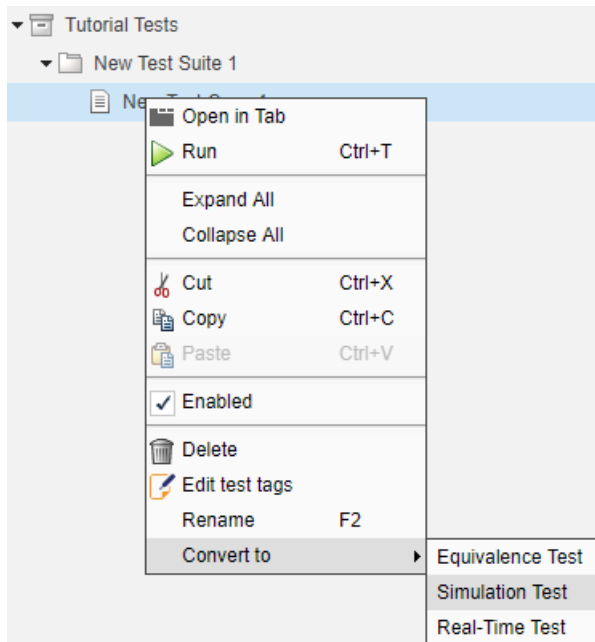 Tutorial Tests
New Test Suite 1
Open in Tab
Run Ctrl+T
Expand All
Collapse All
Cut Ctrl+X
Copy Ctrl+C
Paste Ctrl+V
Enabled
Delete
Edit test tags
Rename F2
Convert to
Equivalence Test
Simulation Test
Real-Time Test